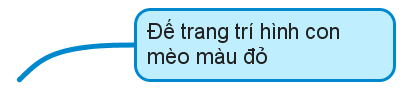 Đế trang trí hình con
mèo màu đỏ